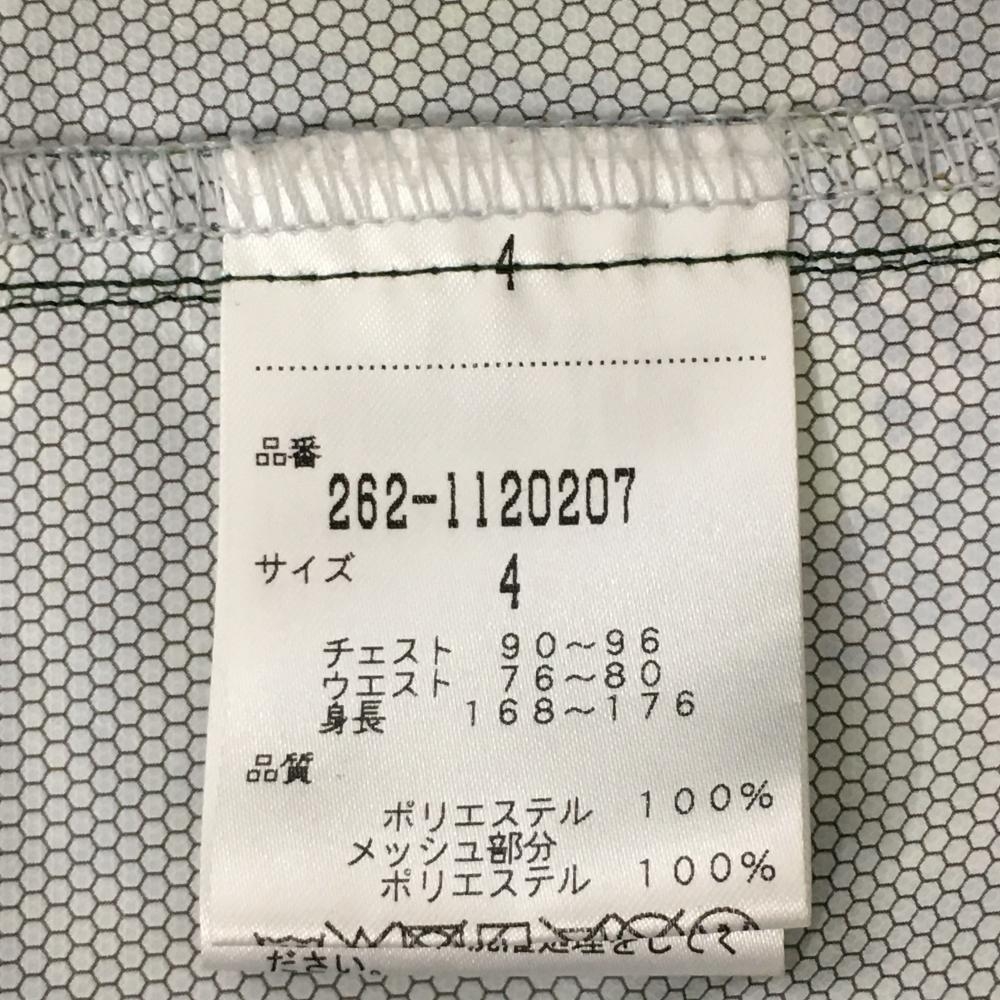 4
品番
262-1120207
サイズ
4
チェスト 90~96
ウエスト 76~80
身長 168~176
品質
ポリエステル 100%
メッシュ部分
ポリエステル 100%
ださい。